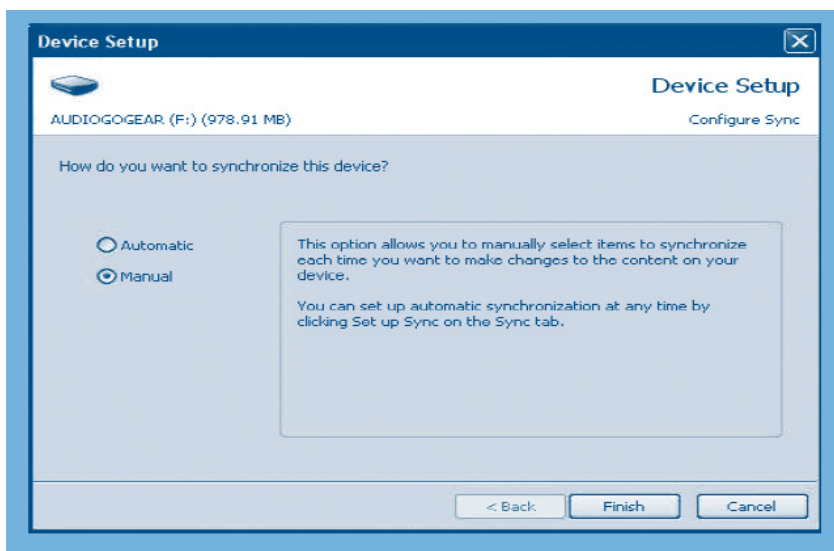 Device Setup
Device Setup
AUDIOGOGEAR (F:) (978.91 MB)
Configure Sync
How do you want to synchronize this device?
Automatic
Manual
This option allows you to manually select items to synchronize
each time you want to make changes to the content on your
device.
You can set up automatic synchronization at any time by
clicking Set up Sync on the Sync tab.
< Back
Finish
Cancel